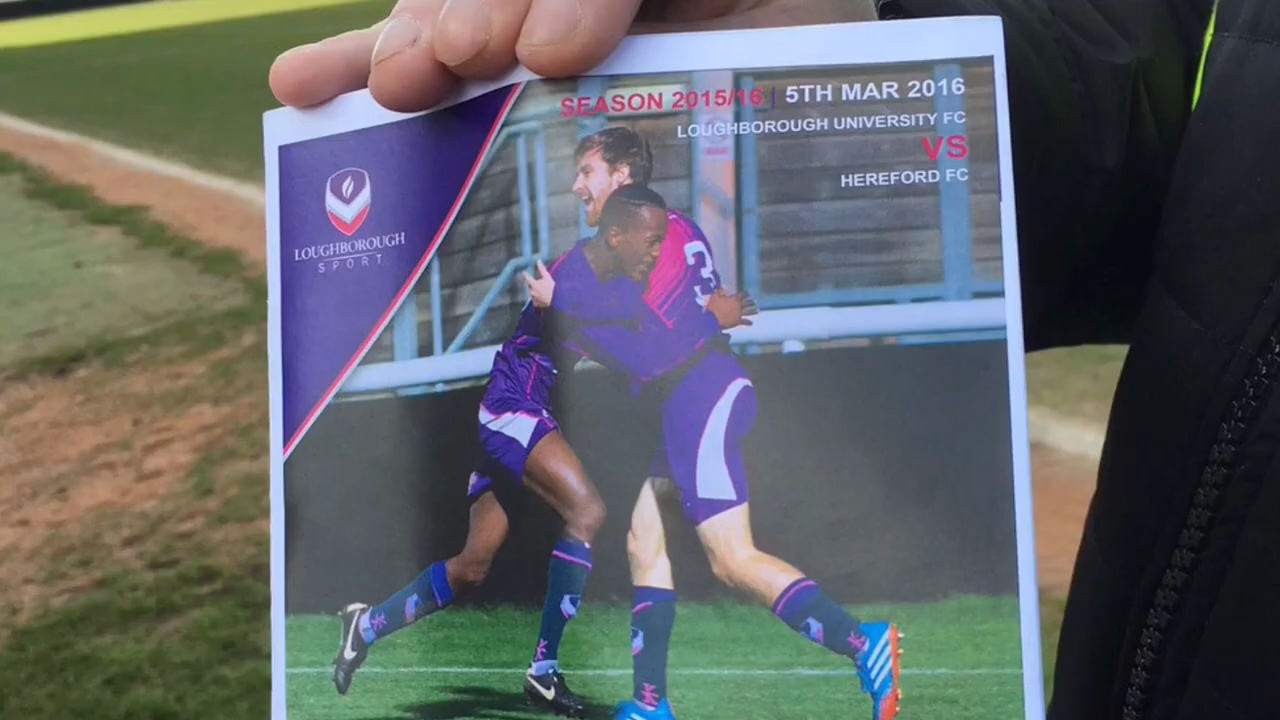 SEASON 2015/16 | 5TH MAR 2016
LOUGHBOROUGH UNIVERSITY FC
VS
HEREFORD FC
LOUGHBOROUGH
SPORT
3